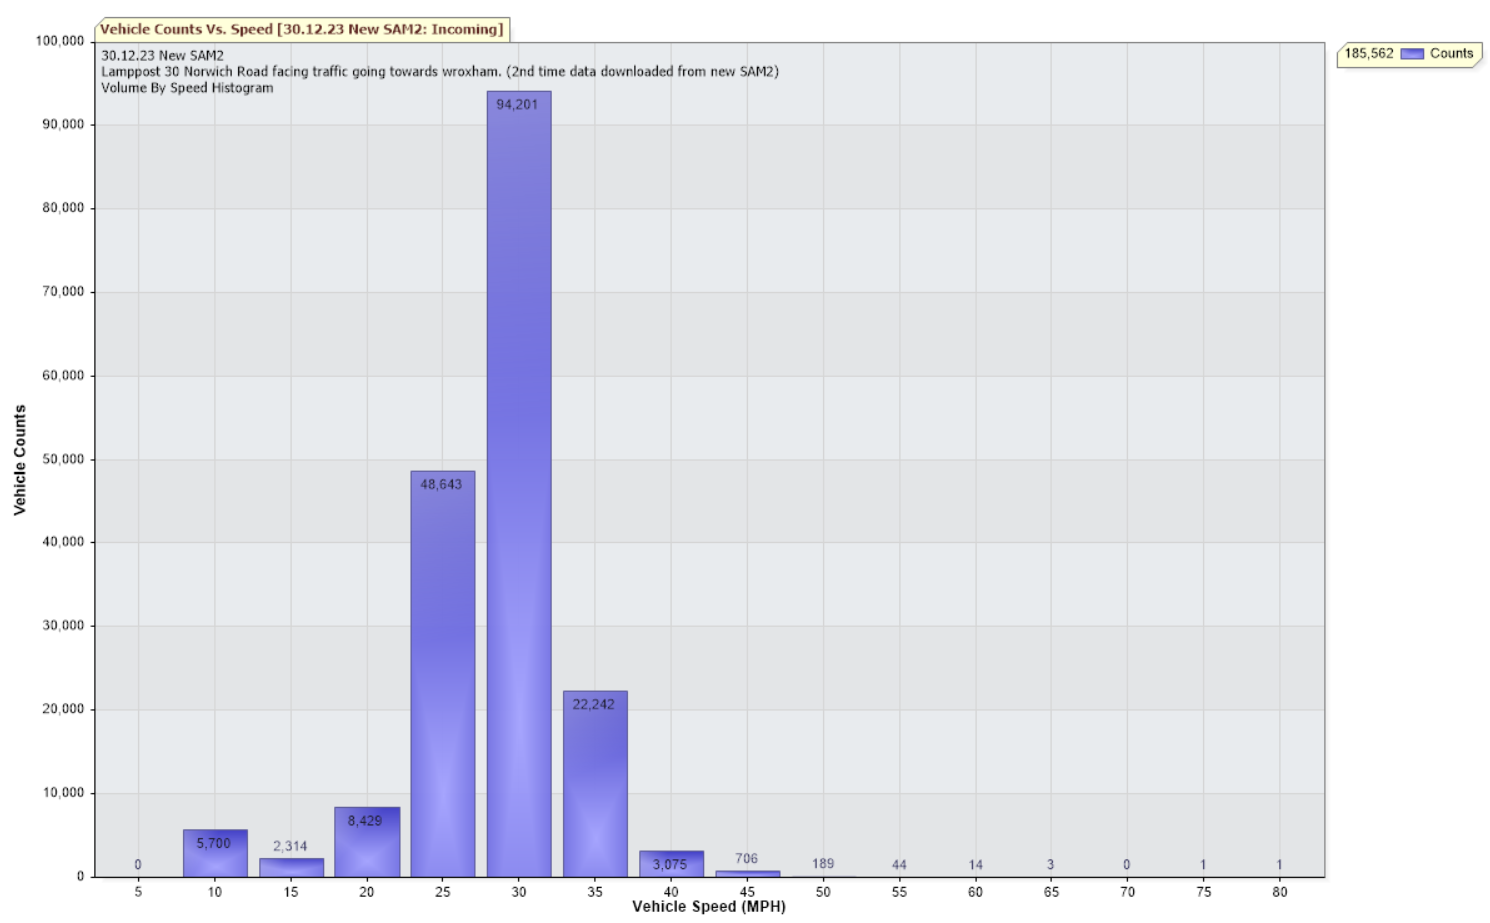 Vehicle Counts Vs. Speed [30.12.23 New SAM2: Incoming]
30.12.23 New SAM2
Lamppost 30 Norwich Road facing traffic going towards wroxham. (2nd time data downloaded from new SAM2)
Volume By Speed Histogram
185,562 Counts
Vehicle Counts
100,000
90,000
80,000
70,000
60,000
50,000
40,000
30,000
20,000
10,000
0
0 5,700 2,314 8,429 48,643 94,201 22,242 3,075 706 189 44 14 3 0 1 1
5 10 15 20 25 30 35 40 45 50 55 60 65 70 75 80
Vehicle Speed (MPH)